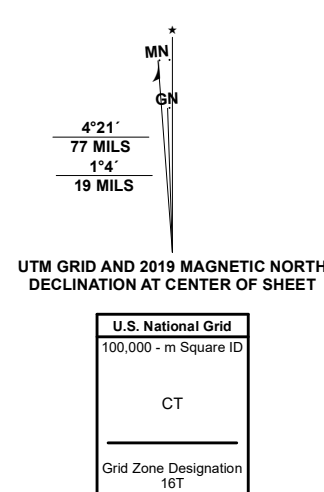 ★
MN
GN
4°21´
77 MILS
1°4´
19 MILS
UTM GRID AND 2019 MAGNETIC NORTH
DECLINATION AT CENTER OF SHEET
U.S. National Grid
100,000 - m Square ID
CT
Grid Zone Designation
16T